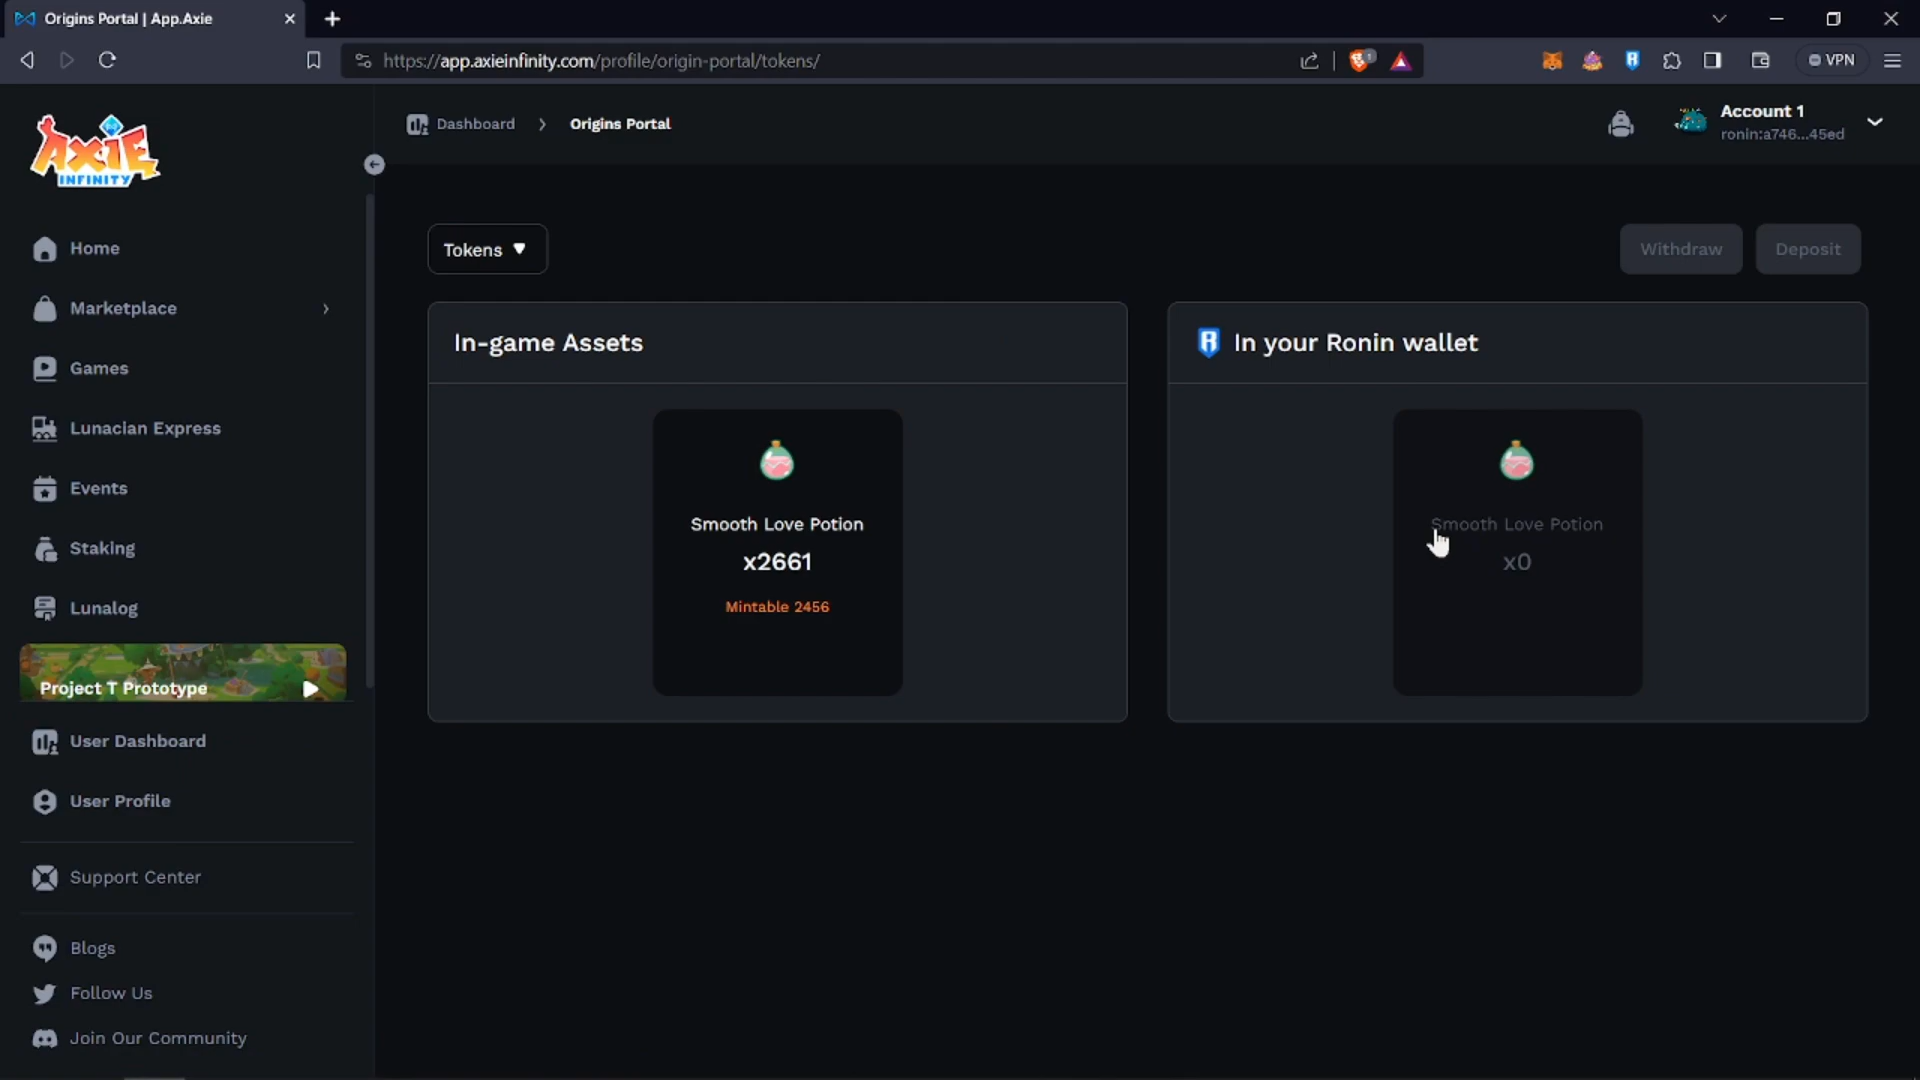 Origins Portal | App.Axie
https://app.axieinfinity.com/profile/origin-portal/tokens/
VPN
AXIE
INFINITY
Dashboard
Origins Portal
Account 1
ronin:a746...45ed
Home
Marketplace
Games
Lunacian Express
Events
Staking
Lunalog
Project T Prototype
User Dashboard
User Profile
Support Center
Blogs
Follow Us
Join Our Community
Tokens
Withdraw
Deposit
In-game Assets
Smooth Love Potion
x2661
Mintable 2456
In your Ronin wallet
Smooth Love Potion
x0